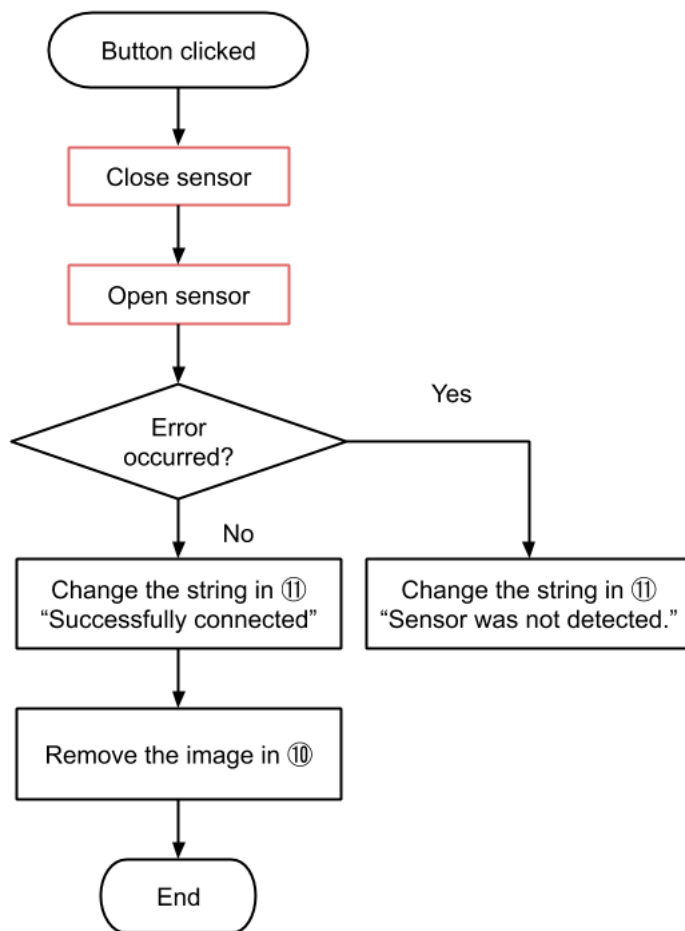 Button clicked
Close sensor
Open sensor
Error
occurred?
Yes
No
Change the string in ⑪
“Successfully connected”
Change the string in ⑪
“Sensor was not detected.”
Remove the image in ⑩
End